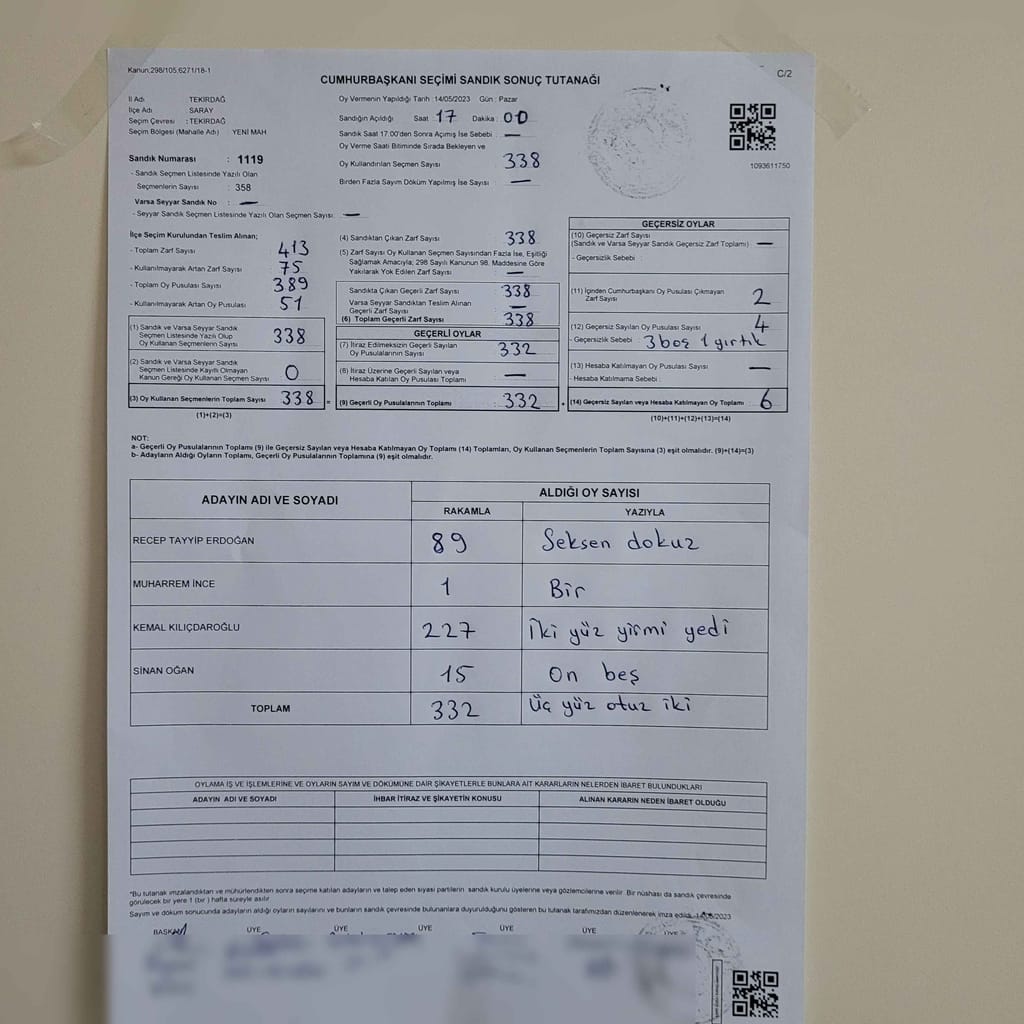 Kanun;298/105;6271/18-1
C/2
CUMHURBAŞKANI SEÇİMİ SANDIK SONUÇ TUTANAĞI
İl Adı TEKİRDAĞ
İlçe Adı SARAY
Seçim Çevresi : TEKİRDAĞ
Seçim Bölgesi (Mahalle Adı) YENİ MAH
Sandık Numarası : 1119
- Sandık Seçmen Listesinde Yazılı Olan
Seçmenlerin Sayısı : 358
Varsa Seyyar Sandık No : —
- Seyyar Sandık Seçmen Listesinde Yazılı Olan Seçmen Sayısı : —
Oy Vermenin Yapıldığı Tarih :14/05/2023 Gün : Pazar
Sandığın Açıldığı Saat : 17 Dakika : 00
Sandık Saat 17.00'den Sonra Açımış İse Sebebi : —
Oy Verme Saati Bitiminde Sırada Bekleyen ve
Oy Kullandırılan Seçmen Sayısı : 338
Birden Fazla Sayım Döküm Yapılmış İse Sayısı : —
1093611750
İlçe Seçim Kurulundan Teslim Alınan;
- Toplam Zarf Sayısı : 413
- Kullanılmayarak Artan Zarf Sayısı : 75
- Toplam Oy Pusulası Sayısı : 389
- Kullanılmayarak Artan Oy Pusulası : 51
(1) Sandık ve Varsa Seyyar Sandık
Seçmen Listesinde Yazılı Olup
Oy Kullanan Seçmenlerin Sayısı : 338
(2) Sandık ve Varsa Seyyar Sandık
Seçmen Listesinde Kayıtlı Olmayan
Kanun Gereği Oy Kullanan Seçmen Sayısı : 0
(3) Oy Kullanan Seçmenlerin Toplam Sayısı : 338
(1)+(2)=(3)
(4) Sandıktan Çıkan Zarf Sayısı : 338
(5) Zarf Sayısı Oy Kullanan Seçmen Sayısından Fazla İse, Eşitliği
Sağlamak Amacıyla; 298 Sayılı Kanunun 98. Maddesine Göre
Yakılarak Yok Edilen Zarf Sayısı : —
Sandıkta Çıkan Geçerli Zarf Sayısı : 338
Varsa Seyyar Sandıktan Teslim Alınan
Geçerli Zarf Sayısı : —
(6) Toplam Geçerli Zarf Sayısı : 338
GEÇERLİ OYLAR
(7) İtiraz Edilmeksizin Geçerli Sayılan
Oy Pusulalarının Sayısı : 332
(8) İtiraz Üzerine Geçerli Sayılan veya
Hesaba Katılan Oy Pusulası Toplamı : —
= (9) Geçerli Oy Pusulalarının Toplamı : 332 +
GEÇERSİZ OYLAR
(10) Geçersiz Zarf Sayısı
(Sandık ve Varsa Seyyar Sandık Geçersiz Zarf Toplamı) : —
- Geçersizlik Sebebi :
(11) İçinden Cumhurbaşkanı Oy Pusulası Çıkmayan
Zarf Sayısı : 2
(12) Geçersiz Sayılan Oy Pusulası Sayısı : 4
- Geçersizlik Sebebi : 3 boş 1 yırtık
(13) Hesaba Katılmayan Oy Pusulası Sayısı : —
- Hesaba Katılmama Sebebi :
(14) Geçersiz Sayılan veya Hesaba Katılmayan Oy Toplamı : 6
(10)+(11)+(12)+(13)=(14)
NOT:
a- Geçerli Oy Pusulalarının Toplamı (9) ile Geçersiz Sayılan veya Hesaba Katılmayan Oy Toplamı (14) Toplamları, Oy Kullanan Seçmenlerin Toplam Sayısına (3) eşit olmalıdır. (9)+(14)=(3)
b- Adayların Aldığı Oyların Toplamı, Geçerli Oy Pusulalarının Toplamına (9) eşit olmalıdır.
ADAYIN ADI VE SOYADI ALDIĞI OY SAYISI
RAKAMLA YAZIYLA
RECEP TAYYİP ERDOĞAN 89 Seksen dokuz
MUHARREM İNCE 1 Bir
KEMAL KILIÇDAROĞLU 227 İki yüz yirmi yedi
SİNAN OĞAN 15 On beş
TOPLAM 332 Üç yüz otuz iki
OYLAMA İŞ VE İŞLEMLERİNE VE OYLARIN SAYIM VE DÖKÜMÜNE DAİR ŞİKAYETLERLE BUNLARA AİT KARARLARIN NELERDEN İBARET BULUNDUKLARI
ADAYIN ADI VE SOYADI İHBAR İTİRAZ VE ŞİKAYETİN KONUSU ALINAN KARARIN NEDEN İBARET OLDUĞU
*Bu tutanak imzalandıktan ve mühürlendikten sonra seçime katılan adayların ve talep eden siyasi partilerin sandık kurulu üyelerine veya gözlemcilerine verilir. Bir nüshası da sandık çevresinde
görülecek bir yere 1 (bir ) hafta süreyle asılır
Sayım ve döküm sonucunda adayların aldığı oyların sayılarını ve bunların sandık çevresinde bulunanlara duyurulduğunu gösteren bu tutanak tarafımızdan düzenlenerek imza edildi. 14/05/2023
BAŞKAN ÜYE ÜYE ÜYE ÜYE ÜYE ÜYE